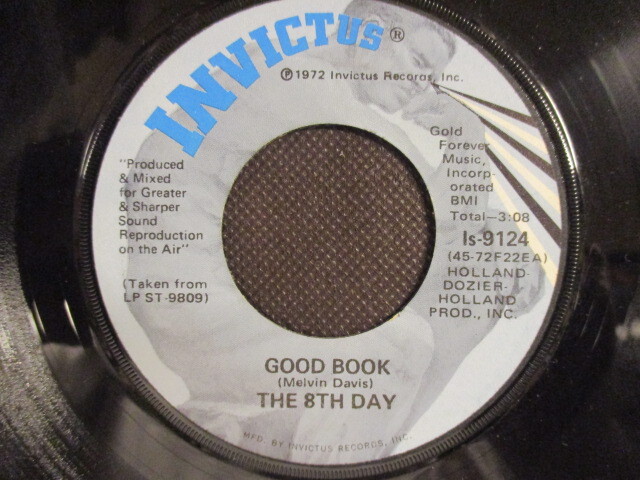 INVICTUS®
℗1972 Invictus Records, Inc.
"Produced
& Mixed
for Greater
& Sharper
Sound
Reproduction
on the Air"
(Taken from
LP ST-9809)
Gold
Forever
Music,
Incorp-
orated
BMI
Total—3:08
Is-9124
(45-72F22EA)
HOLLAND-
DOZIER-
HOLLAND
PROD., INC.
GOOD BOOK
(Melvin Davis)
THE 8TH DAY
MFD. BY INVICTUS RECORDS, INC.